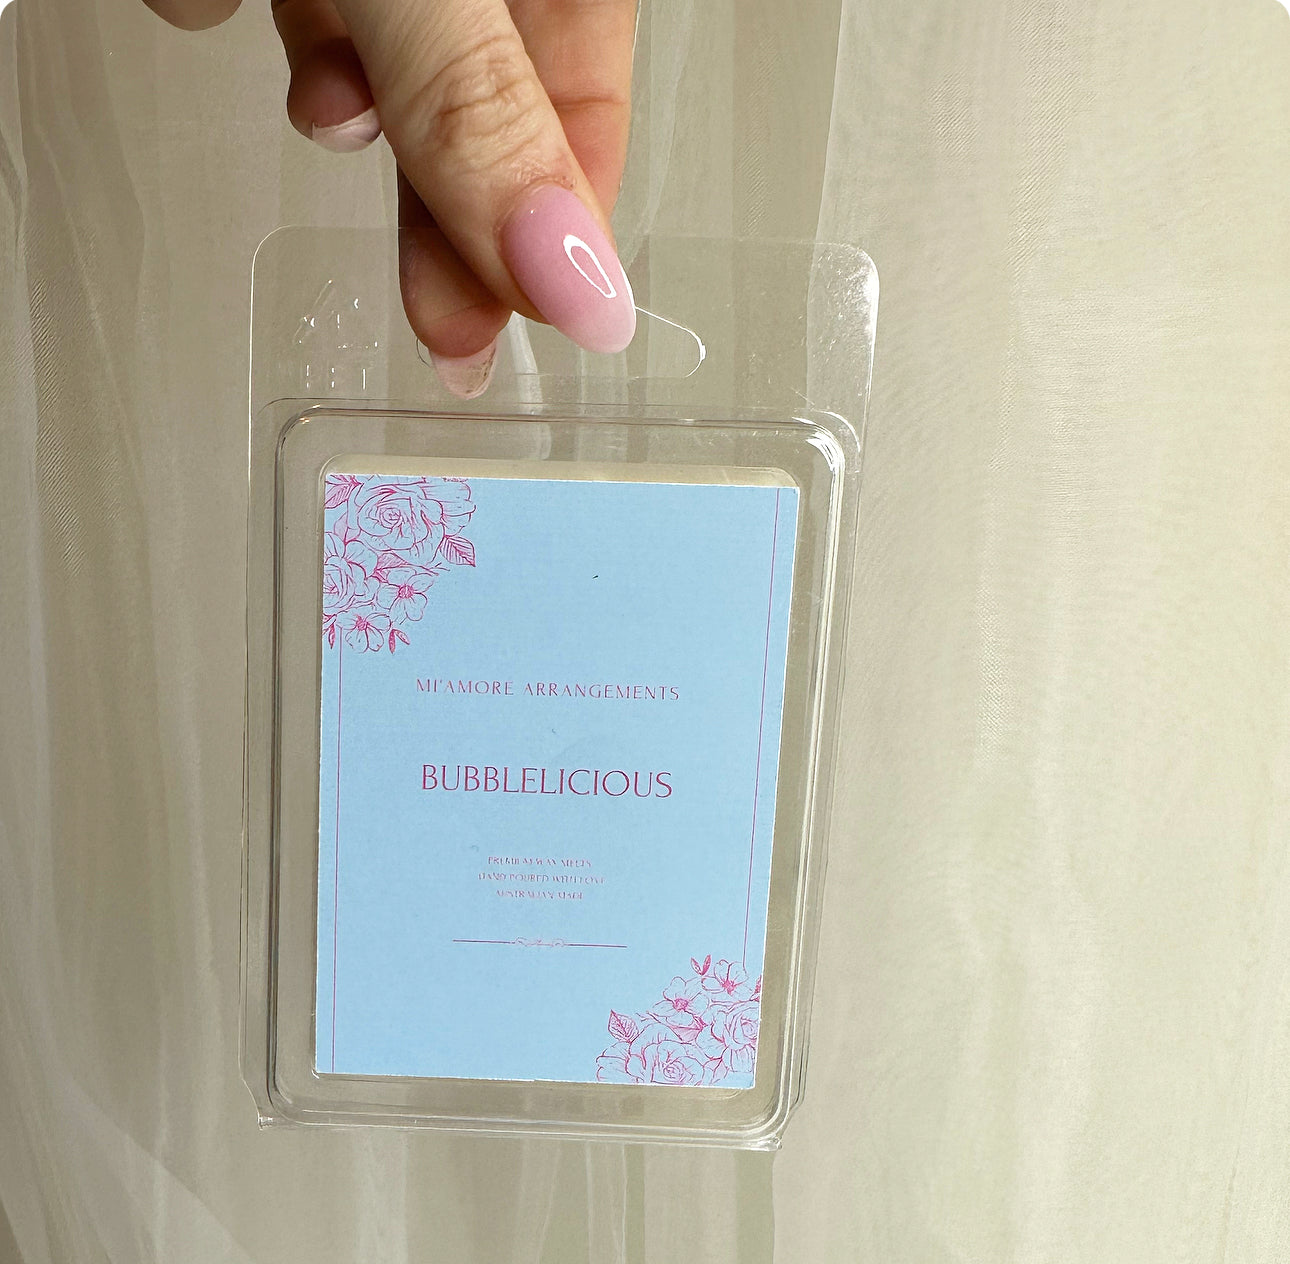 MI'AMORE ARRANGEMENTS
BUBBLELICIOUS
PREMIUM WAX MELTS
HAND POURED WITH LOVE
AUSTRALIAN MADE